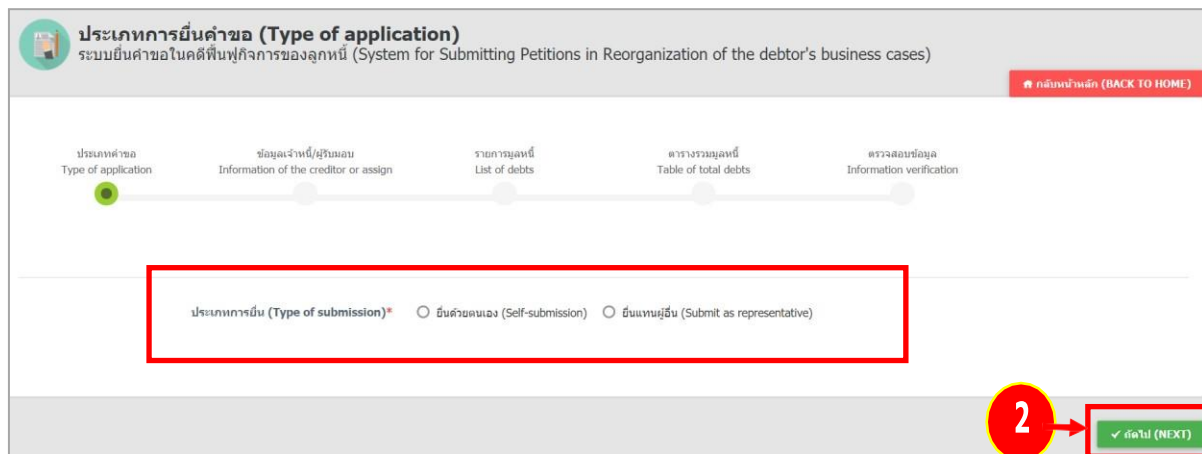 ประเภทการยื่นคำขอ (Type of application)
ระบบยื่นคำขอในคดีฟื้นฟูกิจการของลูกหนี้ (System for Submitting Petitions in Reorganization of the debtor's business cases)
กลับหน้าหลัก (BACK TO HOME)
ประเภทคำขอ
Type of application
ข้อมูลเจ้าหนี้/ผู้รับมอบ
Information of the creditor or assign
รายการมูลหนี้
List of debts
ตารางรวมมูลหนี้
Table of total debts
ตรวจสอบข้อมูล
Information verification
ประเภทการยื่น (Type of submission)* ยื่นด้วยตนเอง (Self-submission) ยื่นแทนผู้อื่น (Submit as representative)
2
ถัดไป (NEXT)